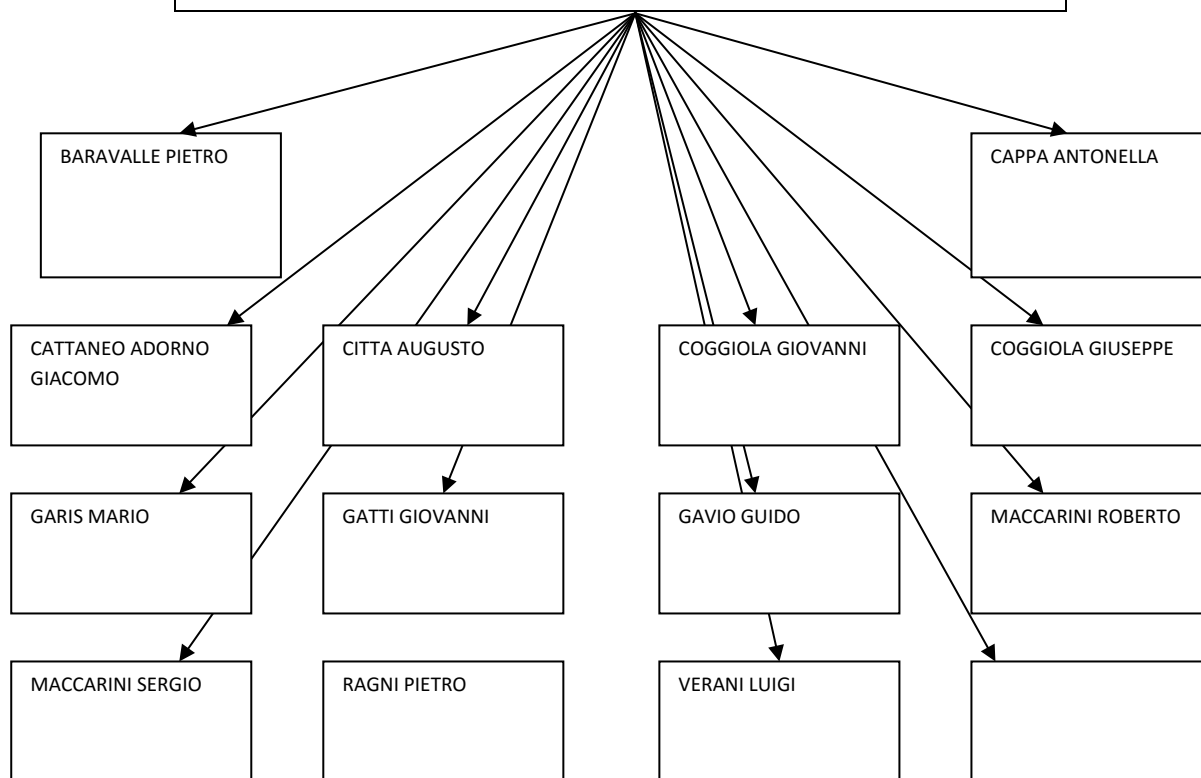 BARAVALLE PIETRO
CAPPA ANTONELLA
CATTANEO ADORNO
GIACOMO
CITTA AUGUSTO
COGGIOLA GIOVANNI
COGGIOLA GIUSEPPE
GARIS MARIO
GATTI GIOVANNI
GAVIO GUIDO
MACCARINI ROBERTO
MACCARINI SERGIO
RAGNI PIETRO
VERANI LUIGI